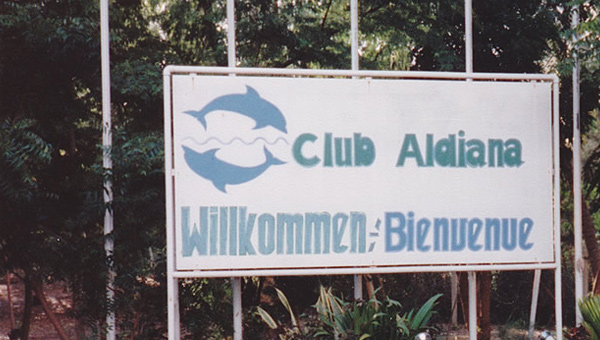 Club Aldiana
Willkommen - Bienvenue